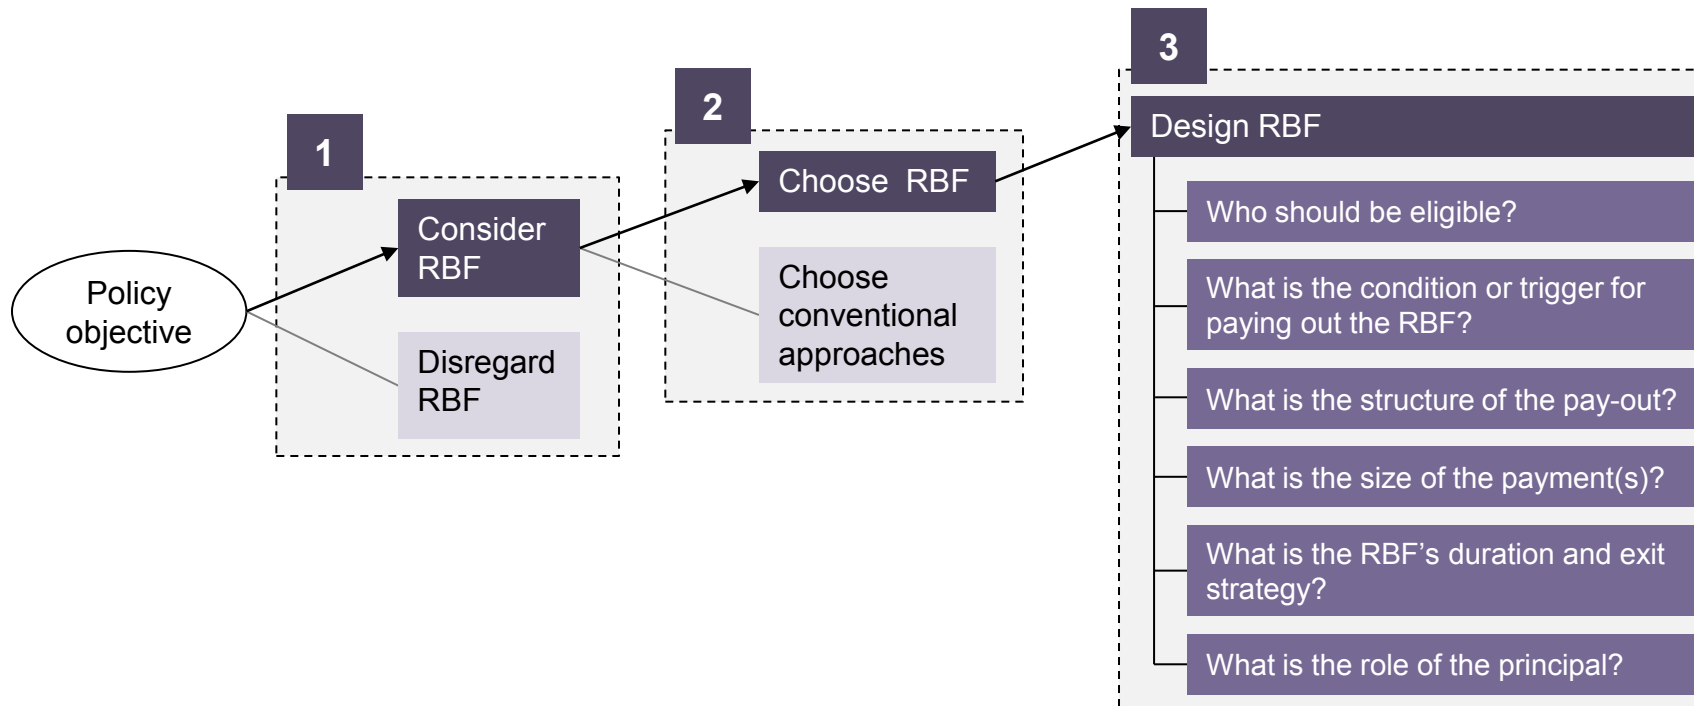 Policy
objective
1
Consider
RBF
Disregard
RBF
2
Choose  RBF
Choose
conventional
approaches
3
Design RBF
Who should be eligible?
What is the condition or trigger for
paying out the RBF?
What is the structure of the pay-out?
What is the size of the payment(s)?
What is the RBF’s duration and exit
strategy?
What is the role of the principal?